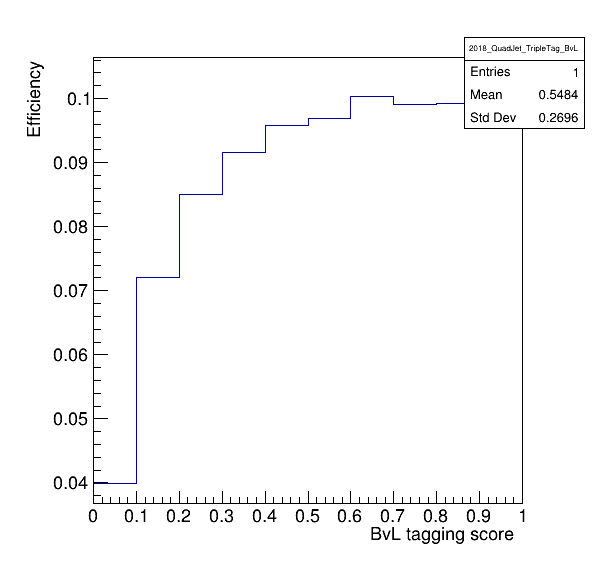 2018_QuadJet_TripleTag_BvL
Entries 1
Mean 0.5484
Std Dev 0.2696
Efficiency
0.1
0.09
0.08
0.07
0.06
0.05
0.04
0 0.1 0.2 0.3 0.4 0.5 0.6 0.7 0.8 0.9 1
BvL tagging score